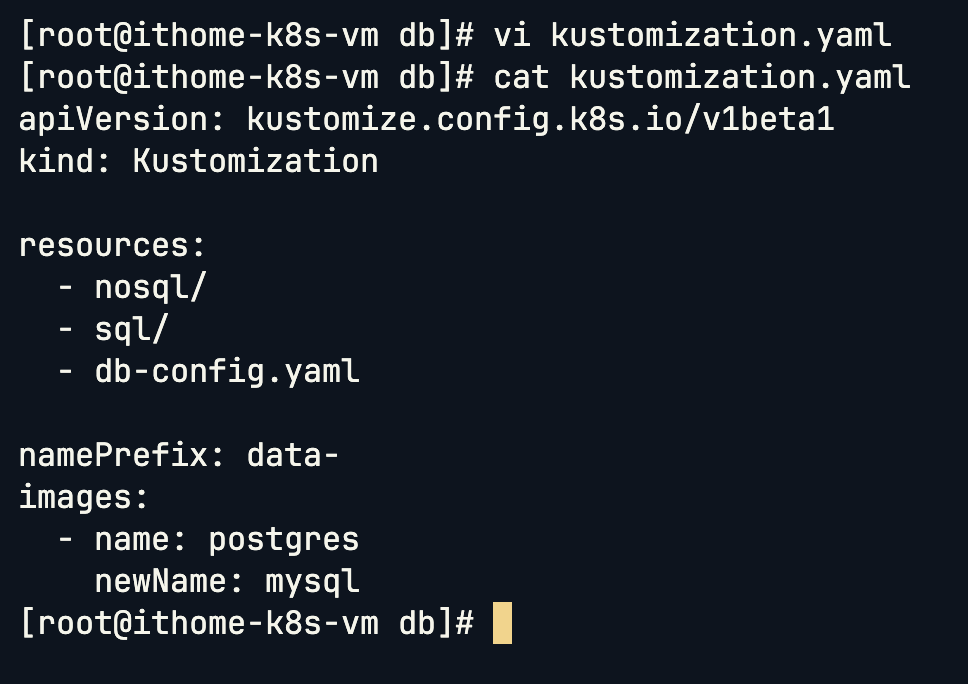 [root@ithome-k8s-vm db]# vi kustomization.yaml
[root@ithome-k8s-vm db]# cat kustomization.yaml
apiVersion: kustomize.config.k8s.io/v1beta1
kind: Kustomization

resources:
  - nosql/
  - sql/
  - db-config.yaml

namePrefix: data-
images:
  - name: postgres
    newName: mysql
[root@ithome-k8s-vm db]#